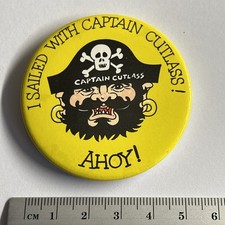 I SAILED WITH CAPTAIN CUTLASS!
CAPTAIN CUTLASS
AHOY!
CM 1 2 3 4 5 6